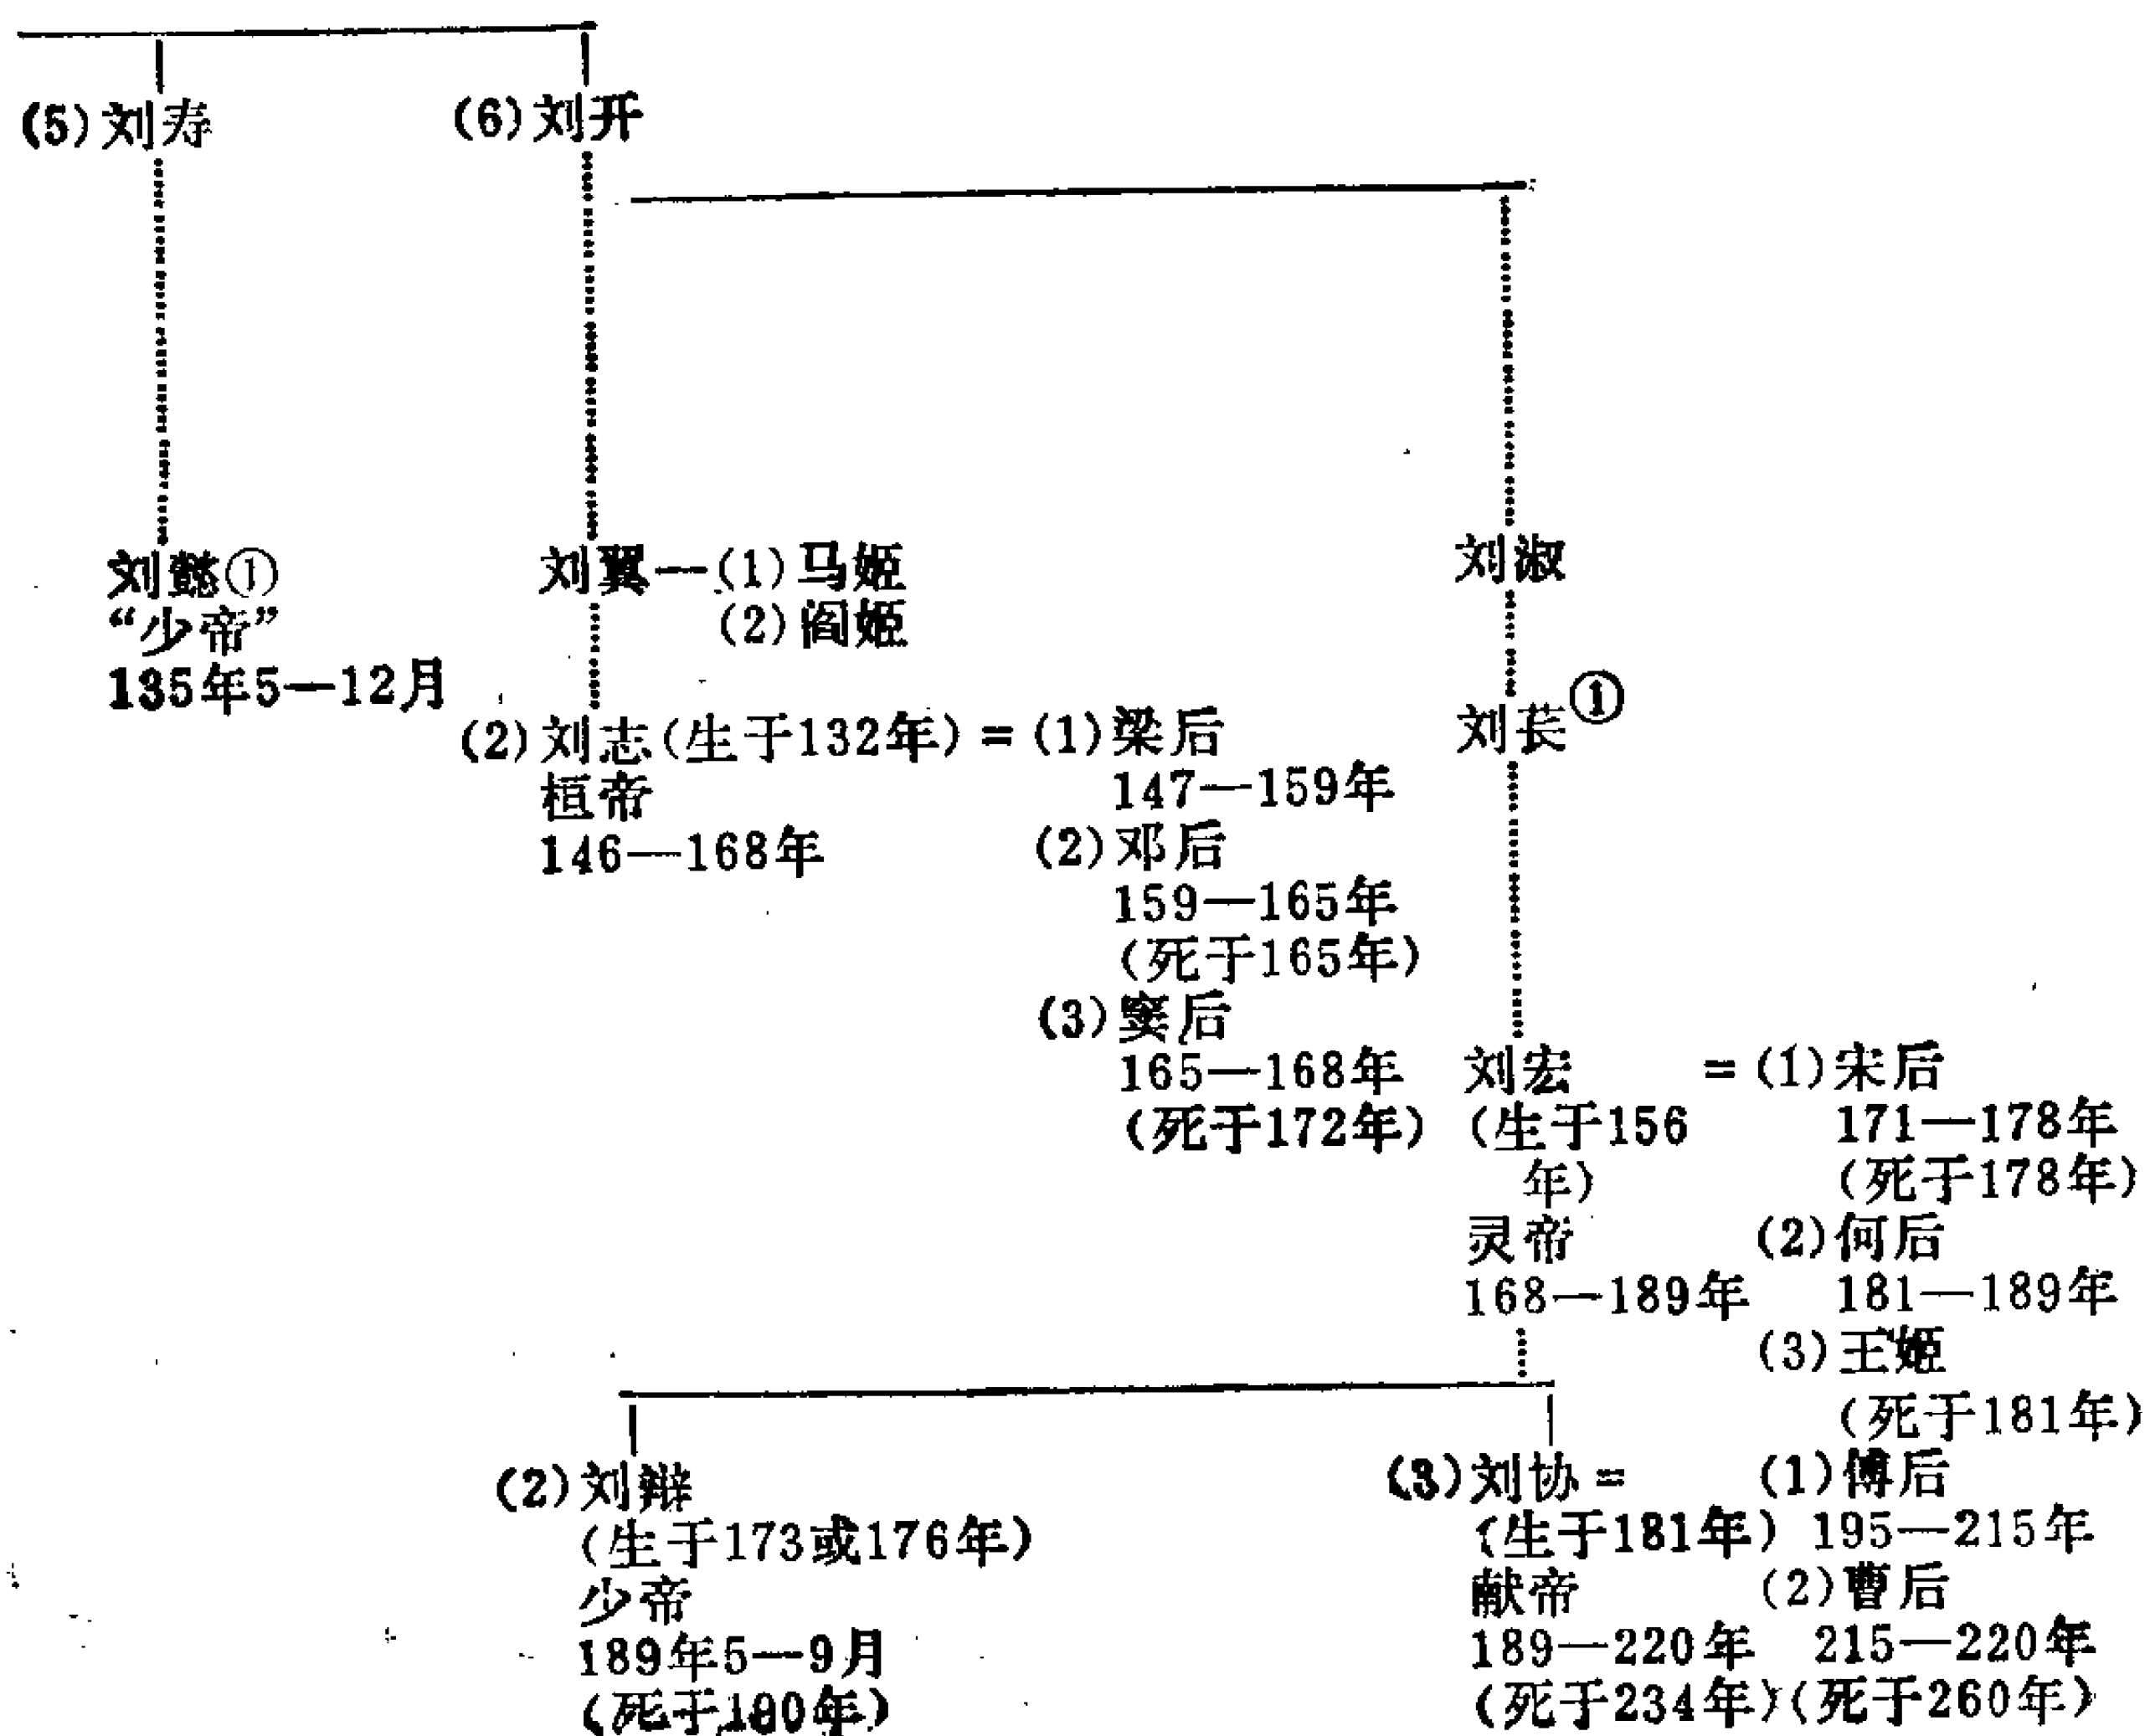 (5)刘寿
(6)刘开
刘懿①
“少帝”
135年5—12月
刘翼—(1)马姬
(2)阎姬
刘淑
刘苌①
(2)刘志(生于132年)=(1)梁后
桓帝
146—168年
147—159年
(2)邓后
159—165年
(死于165年)
(3)窦后
165—168年
(死于172年)
刘宏 =(1)宋后
(生于156
年)
灵帝
168—189年
171—178年
(死于178年)
(2)何后
181—189年
(3)王姬
(死于181年)
(2)刘辩
(生于173或176年)
少帝
189年5—9月
(死于190年)
(3)刘协=
(生于181年)
献帝
189—220年
(死于234年)
(1)傅后
195—215年
(2)曹后
215—220年
(死于260年)